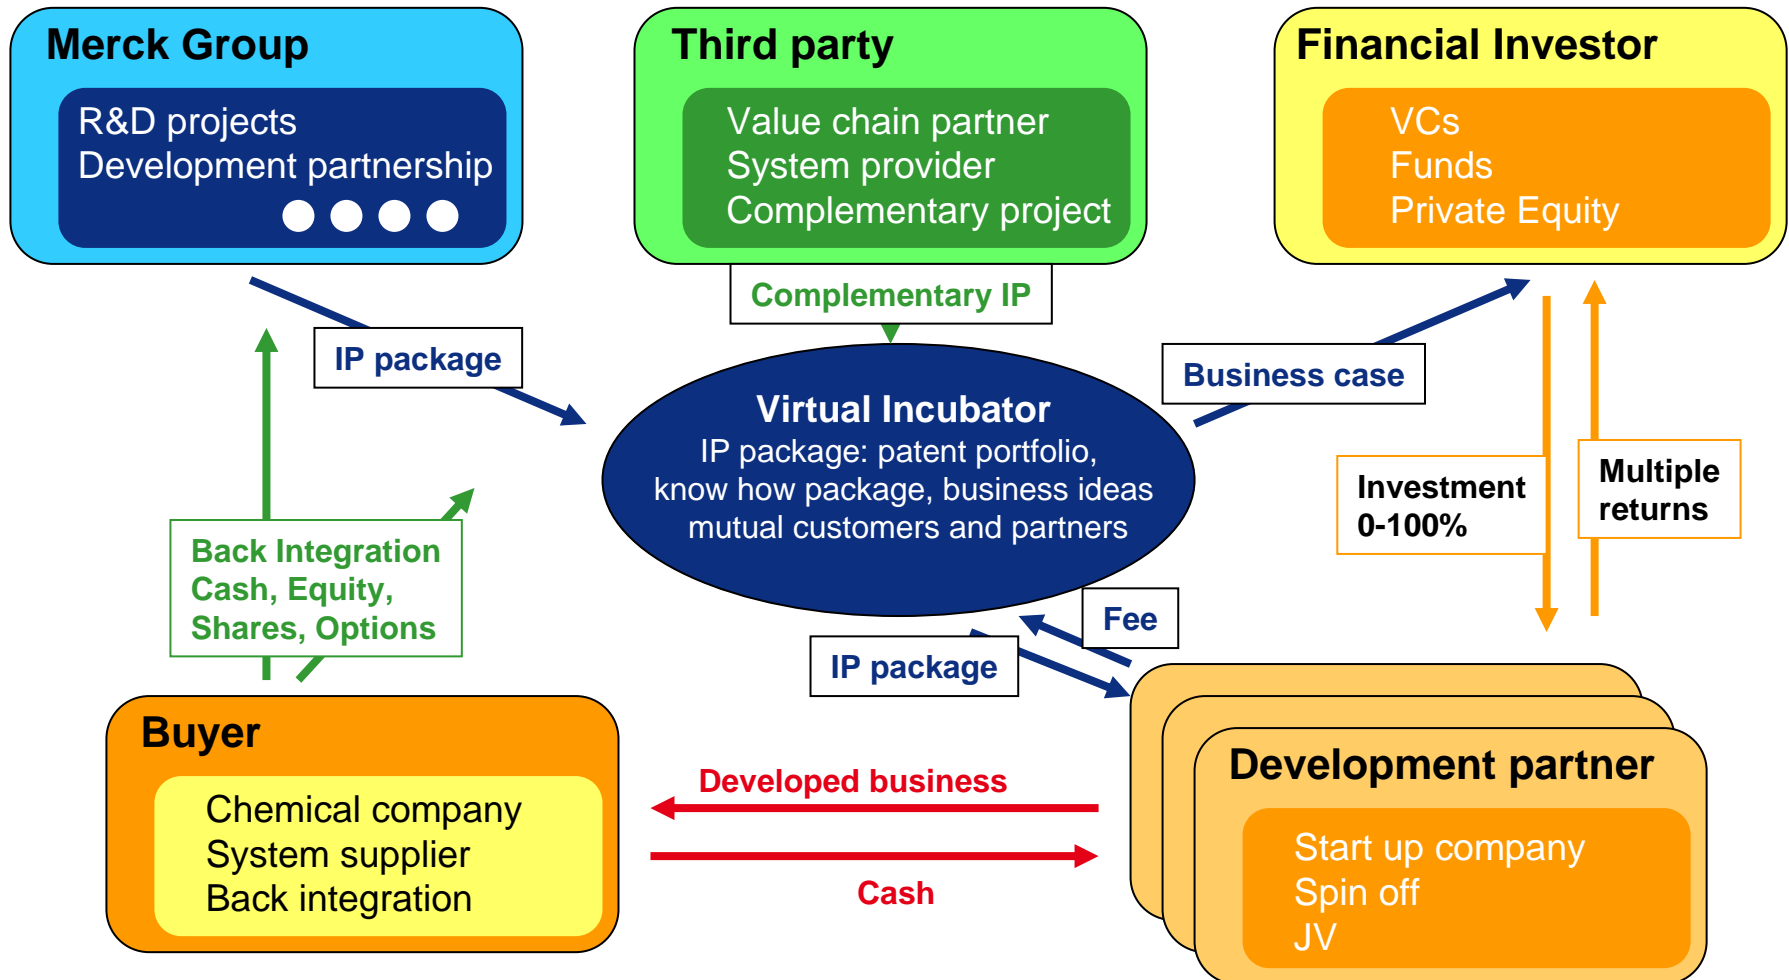 Merck Group
R&D projects
Development partnership
Third party
Value chain partner
System provider
Complementary project
Financial Investor
VCs
Funds
Private Equity
Complementary IP
IP package
Business case
Virtual Incubator
IP package: patent portfolio,
know how package, business ideas
mutual customers and partners
Investment
0-100%
Multiple
returns
Back Integration
Cash, Equity,
Shares, Options
Fee
IP package
Buyer
Chemical company
System supplier
Back integration
Developed business
Cash
Development partner
Start up company
Spin off
JV